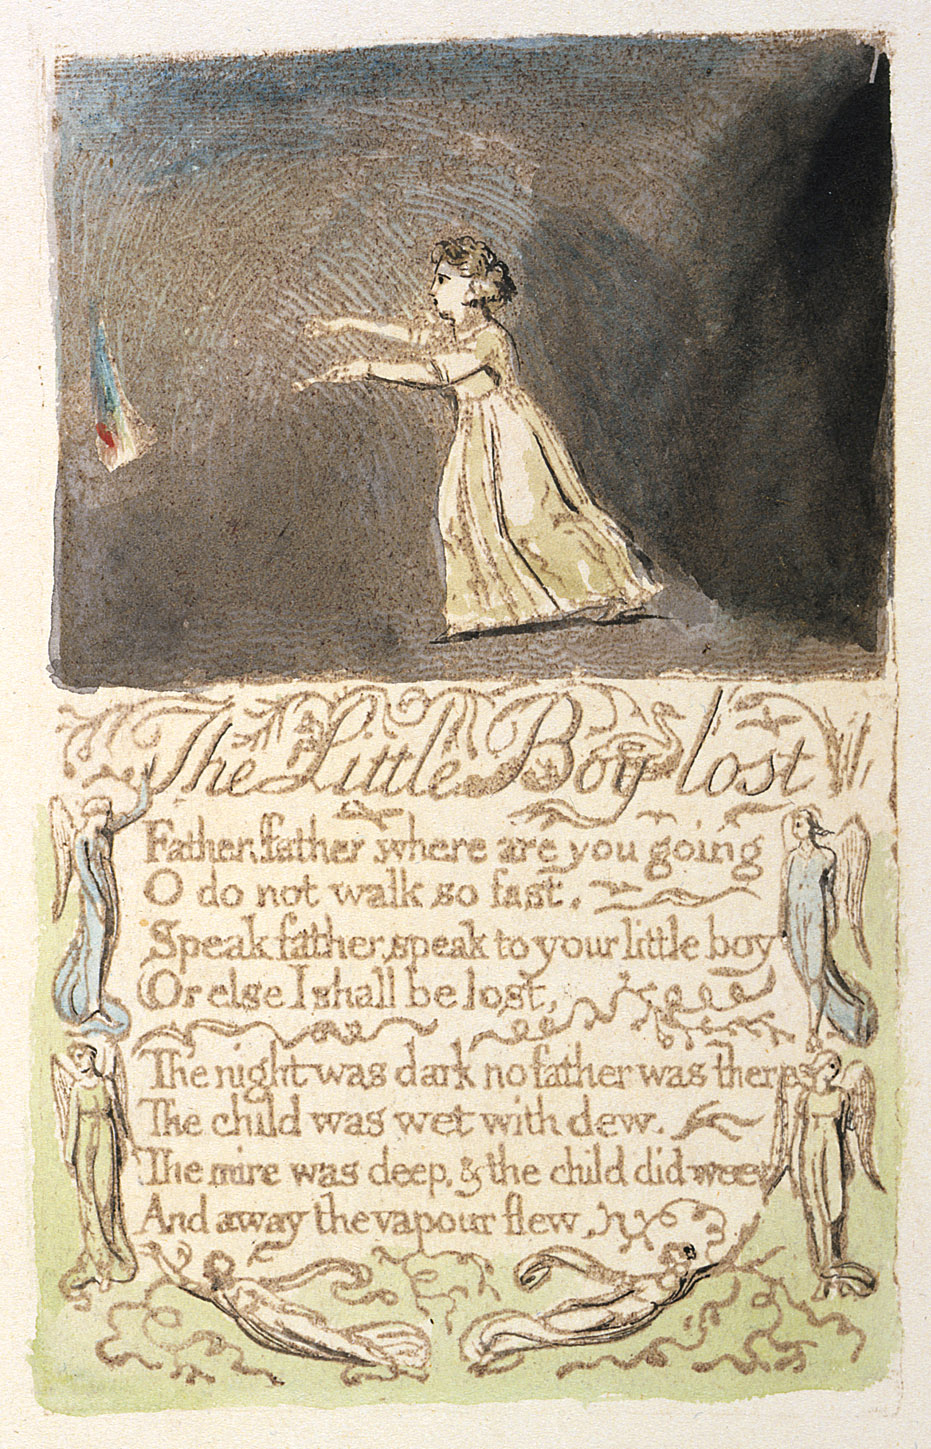 The Little Boy lost
Father, father, where are you going
O do not walk so fast.
Speak father, speak to your little boy
Or else I shall be lost,
The night was dark no father was there
The child was wet with dew.
The mire was deep, & the child did weep
And away the vapour flew.